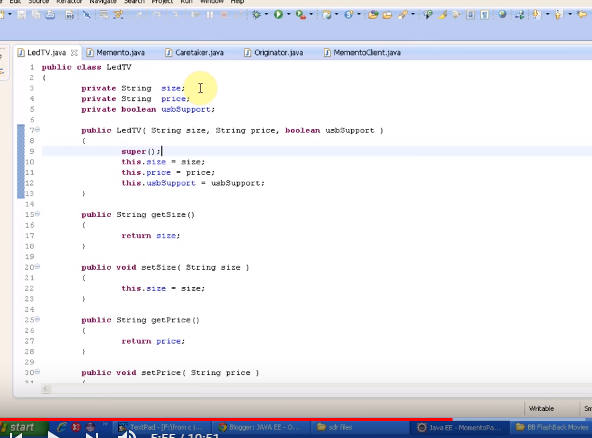 Edit Source Refactor Navigate Search Project Run Window Help
LedTV.java Memento.java Caretaker.java Originator.java MementoClient.java
1 public class LedTV
2 {
3 private String size;
4 private String price;
5 private boolean usbSupport;
6
7 public LedTV( String size, String price, boolean usbSupport )
8 {
9 super();
10 this.size = size;
11 this.price = price;
12 this.usbSupport = usbSupport;
13 }
14
15 public String getSize()
16 {
17 return size;
18 }
19
20 public void setSize( String size )
21 {
22 this.size = size;
23 }
24
25 public String getPrice()
26 {
27 return price;
28 }
29
30 public void setPrice( String price )
31 {
Writable
start TextPad - [F:\from c j... Blogger: JAVA EE - O... sdr files Java EE - MementoPa... BB FlashBack Movies
5:55 / 10:51